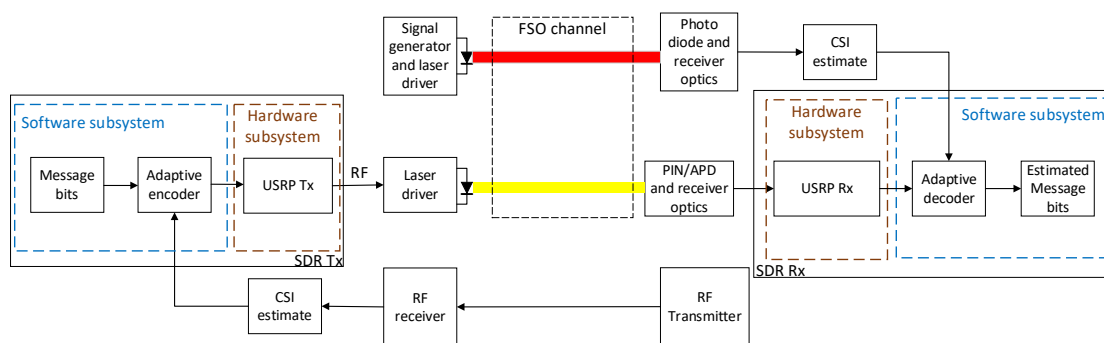 Signal
generator
and laser
driver
FSO channel
Photo
diode and
receiver
optics
CSI
estimate
Software subsystem
Hardware
subsystem
Message
bits
Adaptive
encoder
USRP Tx
RF
Laser
driver
PIN/APD
and receiver
optics
Hardware
subsystem
Software subsystem
USRP Rx
Adaptive
decoder
Estimated
Message
bits
SDR Tx
SDR Rx
CSI
estimate
RF
receiver
RF
Transmitter